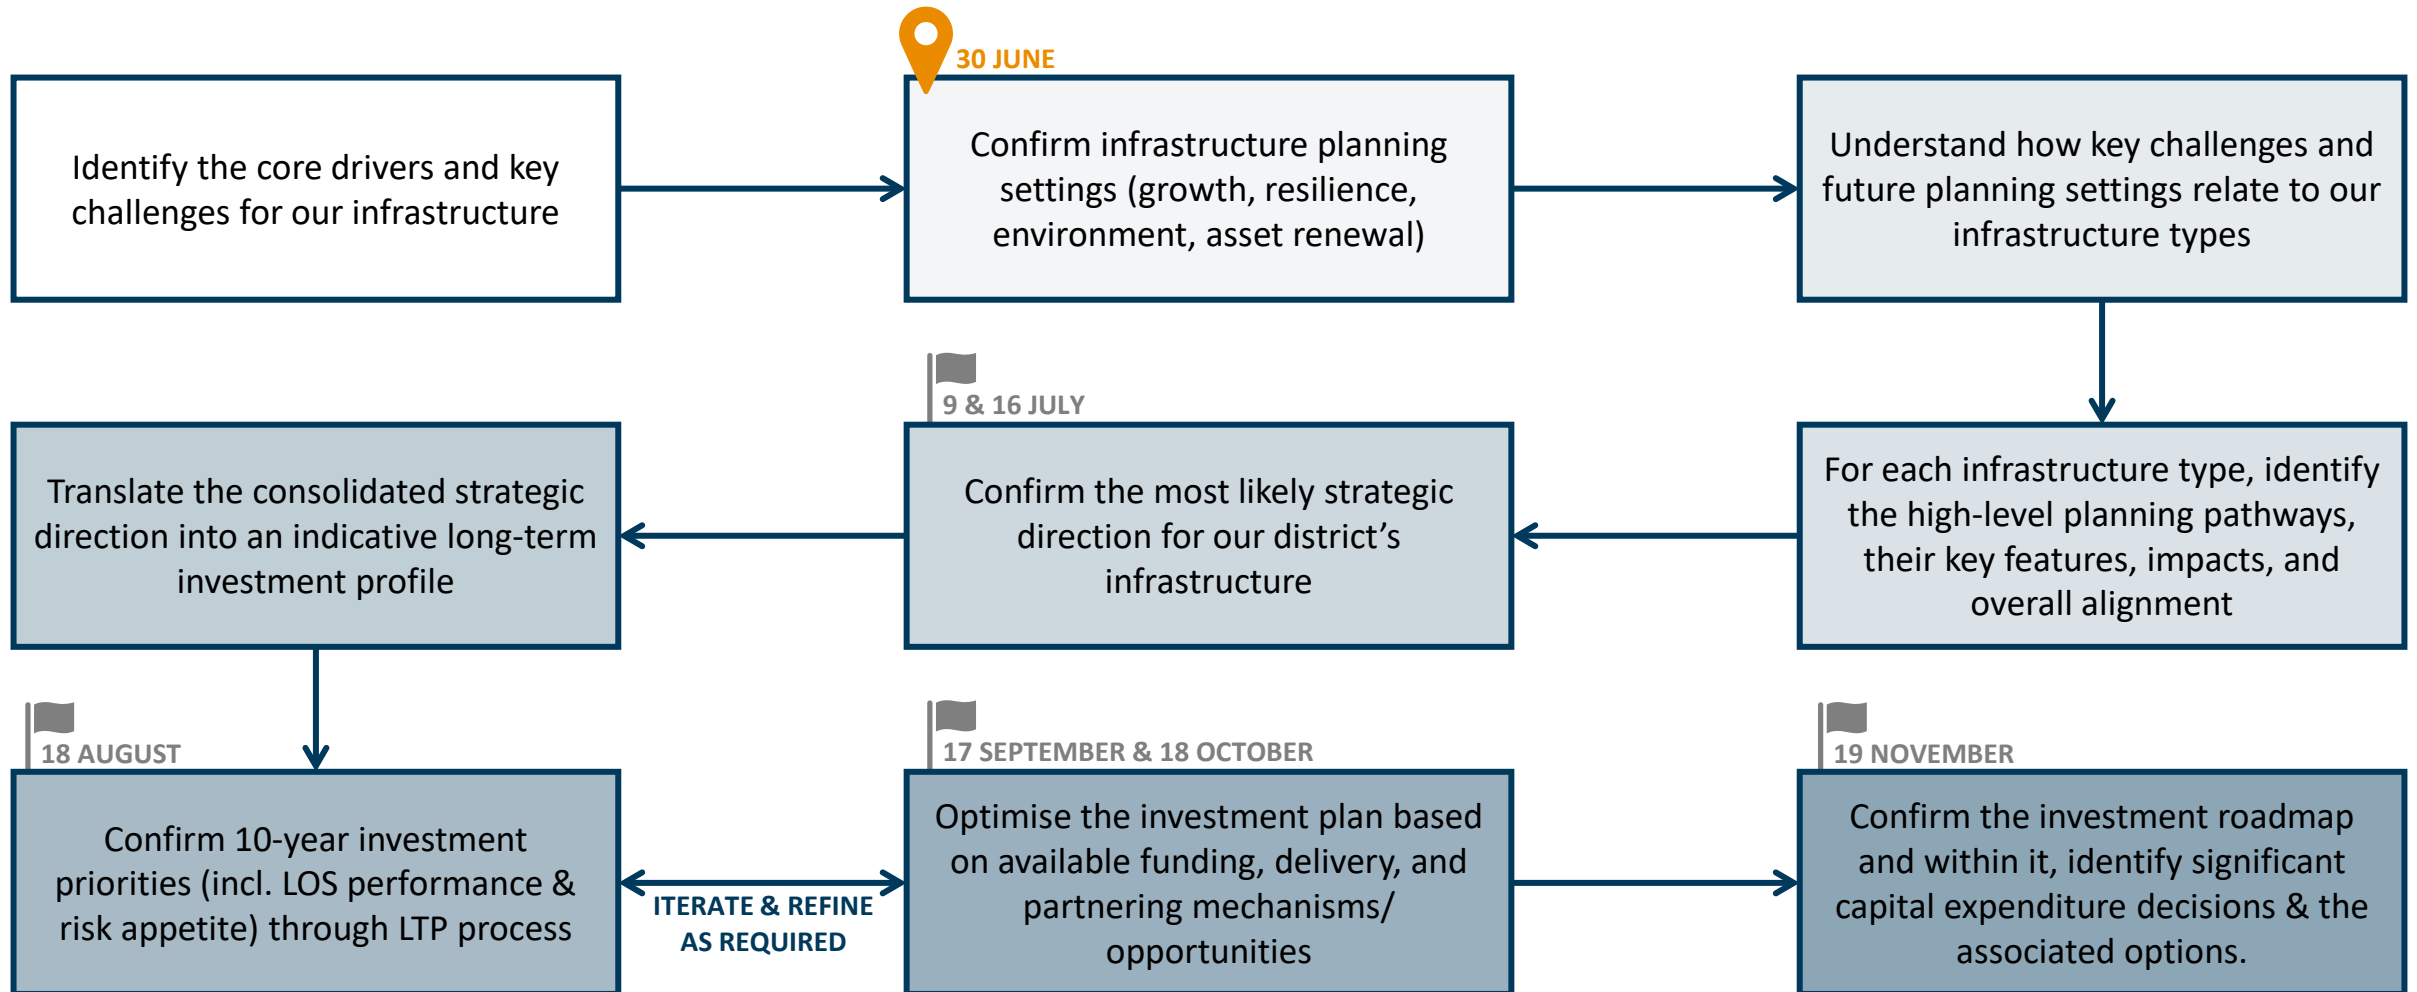 Identify the core drivers and key
challenges for our infrastructure
30 JUNE
Confirm infrastructure planning
settings (growth, resilience,
environment, asset renewal)
Understand how key challenges and
future planning settings relate to our
infrastructure types
For each infrastructure type, identify
the high-level planning pathways,
their key features, impacts, and
overall alignment
9 & 16 JULY
Confirm the most likely strategic
direction for our district’s
infrastructure
Translate the consolidated strategic
direction into an indicative long-term
investment profile
18 AUGUST
Confirm 10-year investment
priorities (incl. LOS performance &
risk appetite) through LTP process
ITERATE & REFINE
AS REQUIRED
17 SEPTEMBER & 18 OCTOBER
Optimise the investment plan based
on available funding, delivery, and
partnering mechanisms/
opportunities
19 NOVEMBER
Confirm the investment roadmap
and within it, identify significant
capital expenditure decisions & the
associated options.